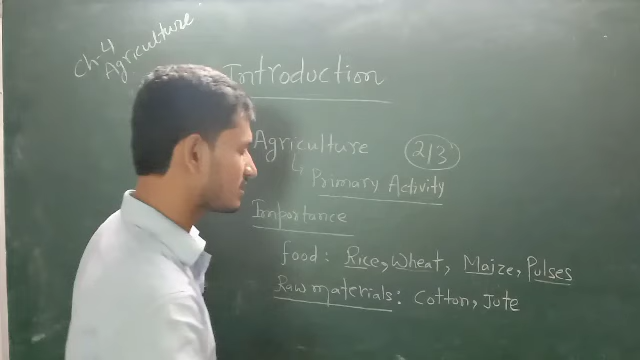 Ch-4
Agriculture
Introduction
Agriculture
2/3
Primary Activity
Importance
food: Rice, Wheat, Maize, Pulses
Raw materials: Cotton, Jute